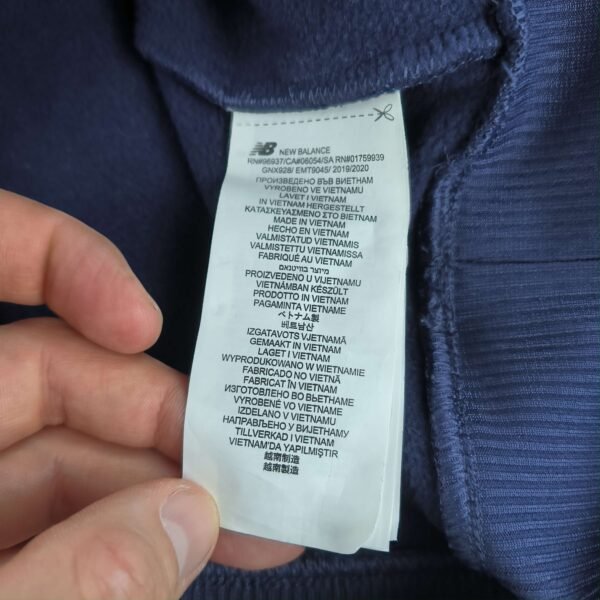 NB NEW BALANCE
RN#96937/CA#06054/SA RN#01759939
GNX928/ EMT9045/ 2019/2020
ПРОИЗВЕДЕНО ВЪВ ВИЕТНАМ
VYROBENO VE VIETNAMU
LAVET I VIETNAM
IN VIETNAM HERGESTELLT
ΚΑΤΑΣΚΕΥΑΣΜΕΝΟ ΣΤΟ ΒΙΕΤΝΑΜ
MADE IN VIETNAM
HECHO EN VIETNAM
VALMISTATUD VIETNAMIS
VALMISTETTU VIETNAMISSA
FABRIQUÉ AU VIETNAM
מיוצר בווייטנאם
PROIZVEDENO U VIJETNAMU
VIETNÁMBAN KÉSZÜLT
PRODOTTO IN VIETNAM
PAGAMINTA VIETNAME
ベトナム製
베트남산
IZGATAVOTS VJETNAMĀ
GEMAAKT IN VIETNAM
LAGET I VIETNAM
WYPRODUKOWANO W WIETNAMIE
FABRICADO NO VIETNÃ
FABRICAT ÎN VIETNAM
ИЗГОТОВЛЕНО ВО ВЬЕТНАМЕ
VYROBENÉ VO VIETNAME
IZDELANO V VIETNAMU
НАПРАВЉЕНО У ВИЈЕТНАМУ
TILLVERKAD I VIETNAM
VIETNAM'DA YAPILMIŞTIR
越南制造
越南製造